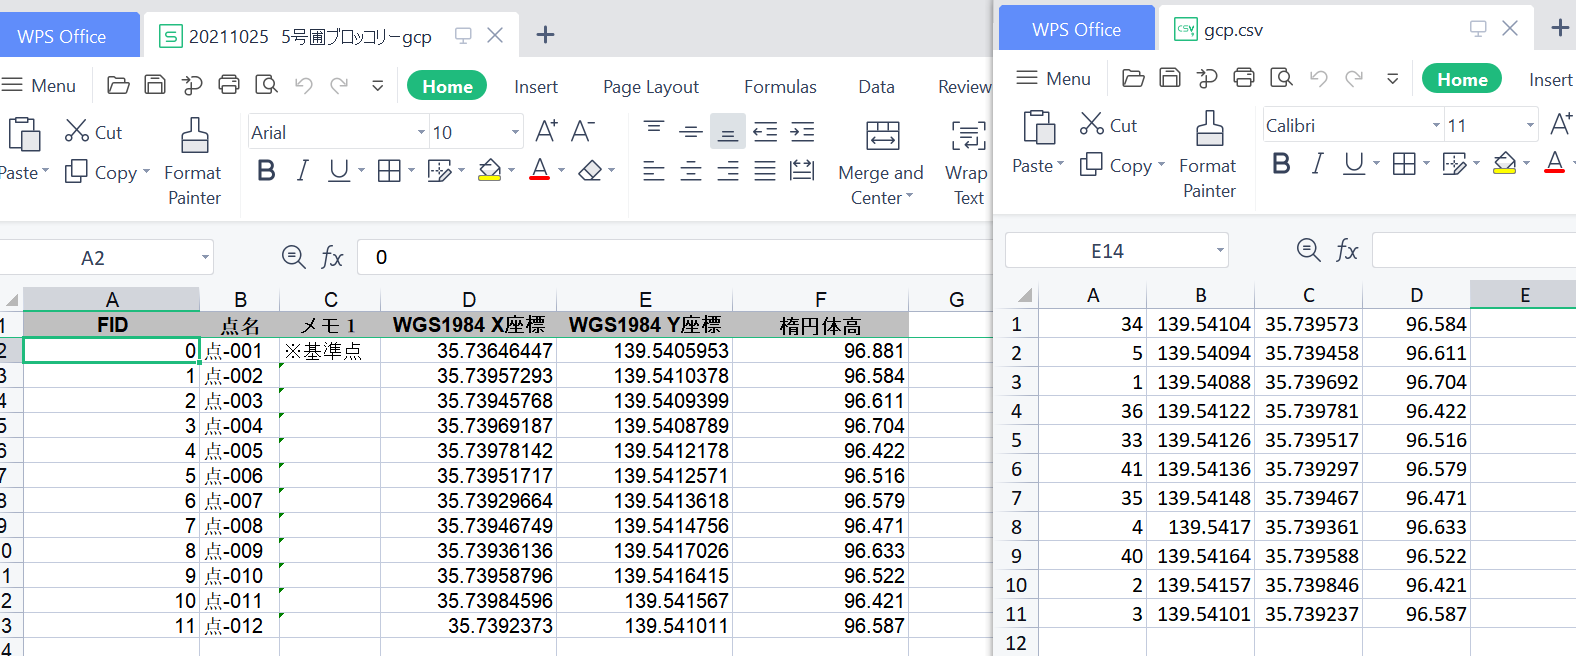 WPS Office
20211025 5号圃ブロッコリーgcp
Menu
Home Insert Page Layout Formulas Data Review
Paste Cut Copy Format Painter
Arial 10
B I U A
Merge and Center
Wrap Text
A2 fx 0
A B C D E F G
1 FID 点名 メモ1 WGS1984 X座標 WGS1984 Y座標 楕円体高
2 0 点-001 ※基準点 35.73646447 139.5405953 96.881
3 1 点-002 35.73957293 139.5410378 96.584
4 2 点-003 35.73945768 139.5409399 96.611
5 3 点-004 35.73969187 139.5408789 96.704
6 4 点-005 35.73978142 139.5412178 96.422
7 5 点-006 35.73951717 139.5412571 96.516
8 6 点-007 35.73929664 139.5413618 96.579
9 7 点-008 35.73946749 139.5414756 96.471
0 8 点-009 35.73936136 139.5417026 96.633
1 9 点-010 35.73958796 139.5416415 96.522
2 10 点-011 35.73984596 139.541567 96.421
3 11 点-012 35.7392373 139.541011 96.587
4
WPS Office
gcp.csv
Menu
Home Insert
Paste Cut Copy Format Painter
Calibri 11
B I U A
E14 fx
A B C D E
1 34 139.54104 35.739573 96.584
2 5 139.54094 35.739458 96.611
3 1 139.54088 35.739692 96.704
4 36 139.54122 35.739781 96.422
5 33 139.54126 35.739517 96.516
6 41 139.54136 35.739297 96.579
7 35 139.54148 35.739467 96.471
8 4 139.5417 35.739361 96.633
9 40 139.54164 35.739588 96.522
10 2 139.54157 35.739846 96.421
11 3 139.54101 35.739237 96.587
12